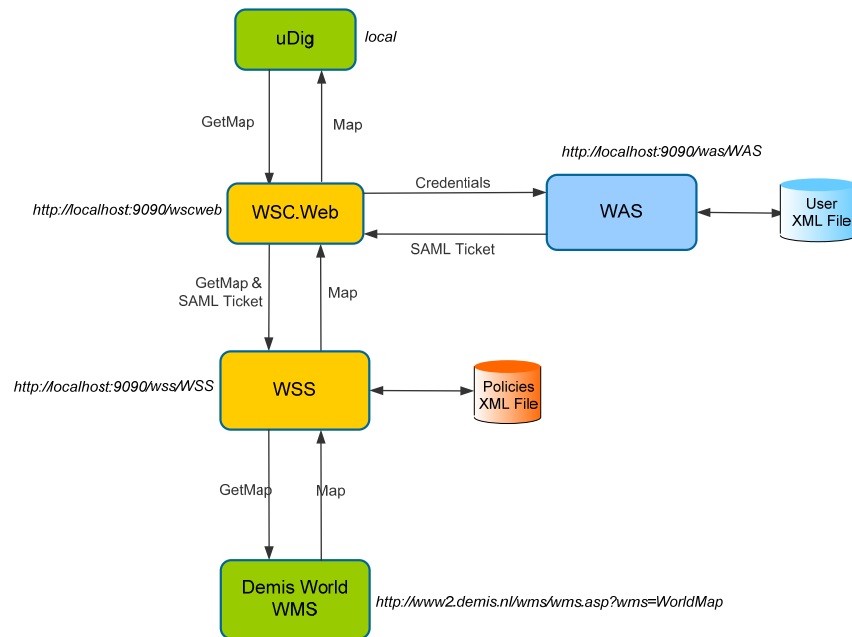 uDig
local
GetMap
Map
http://localhost:9090/was/WAS
Credentials
http://localhost:9090/wscweb
WSC.Web
WAS
User
XML File
SAML Ticket
GetMap &
SAML Ticket
Map
http://localhost:9090/wss/WSS
WSS
Policies
XML File
GetMap
Map
Demis World
WMS
http://www2.demis.nl/wms/wms.asp?wms=WorldMap